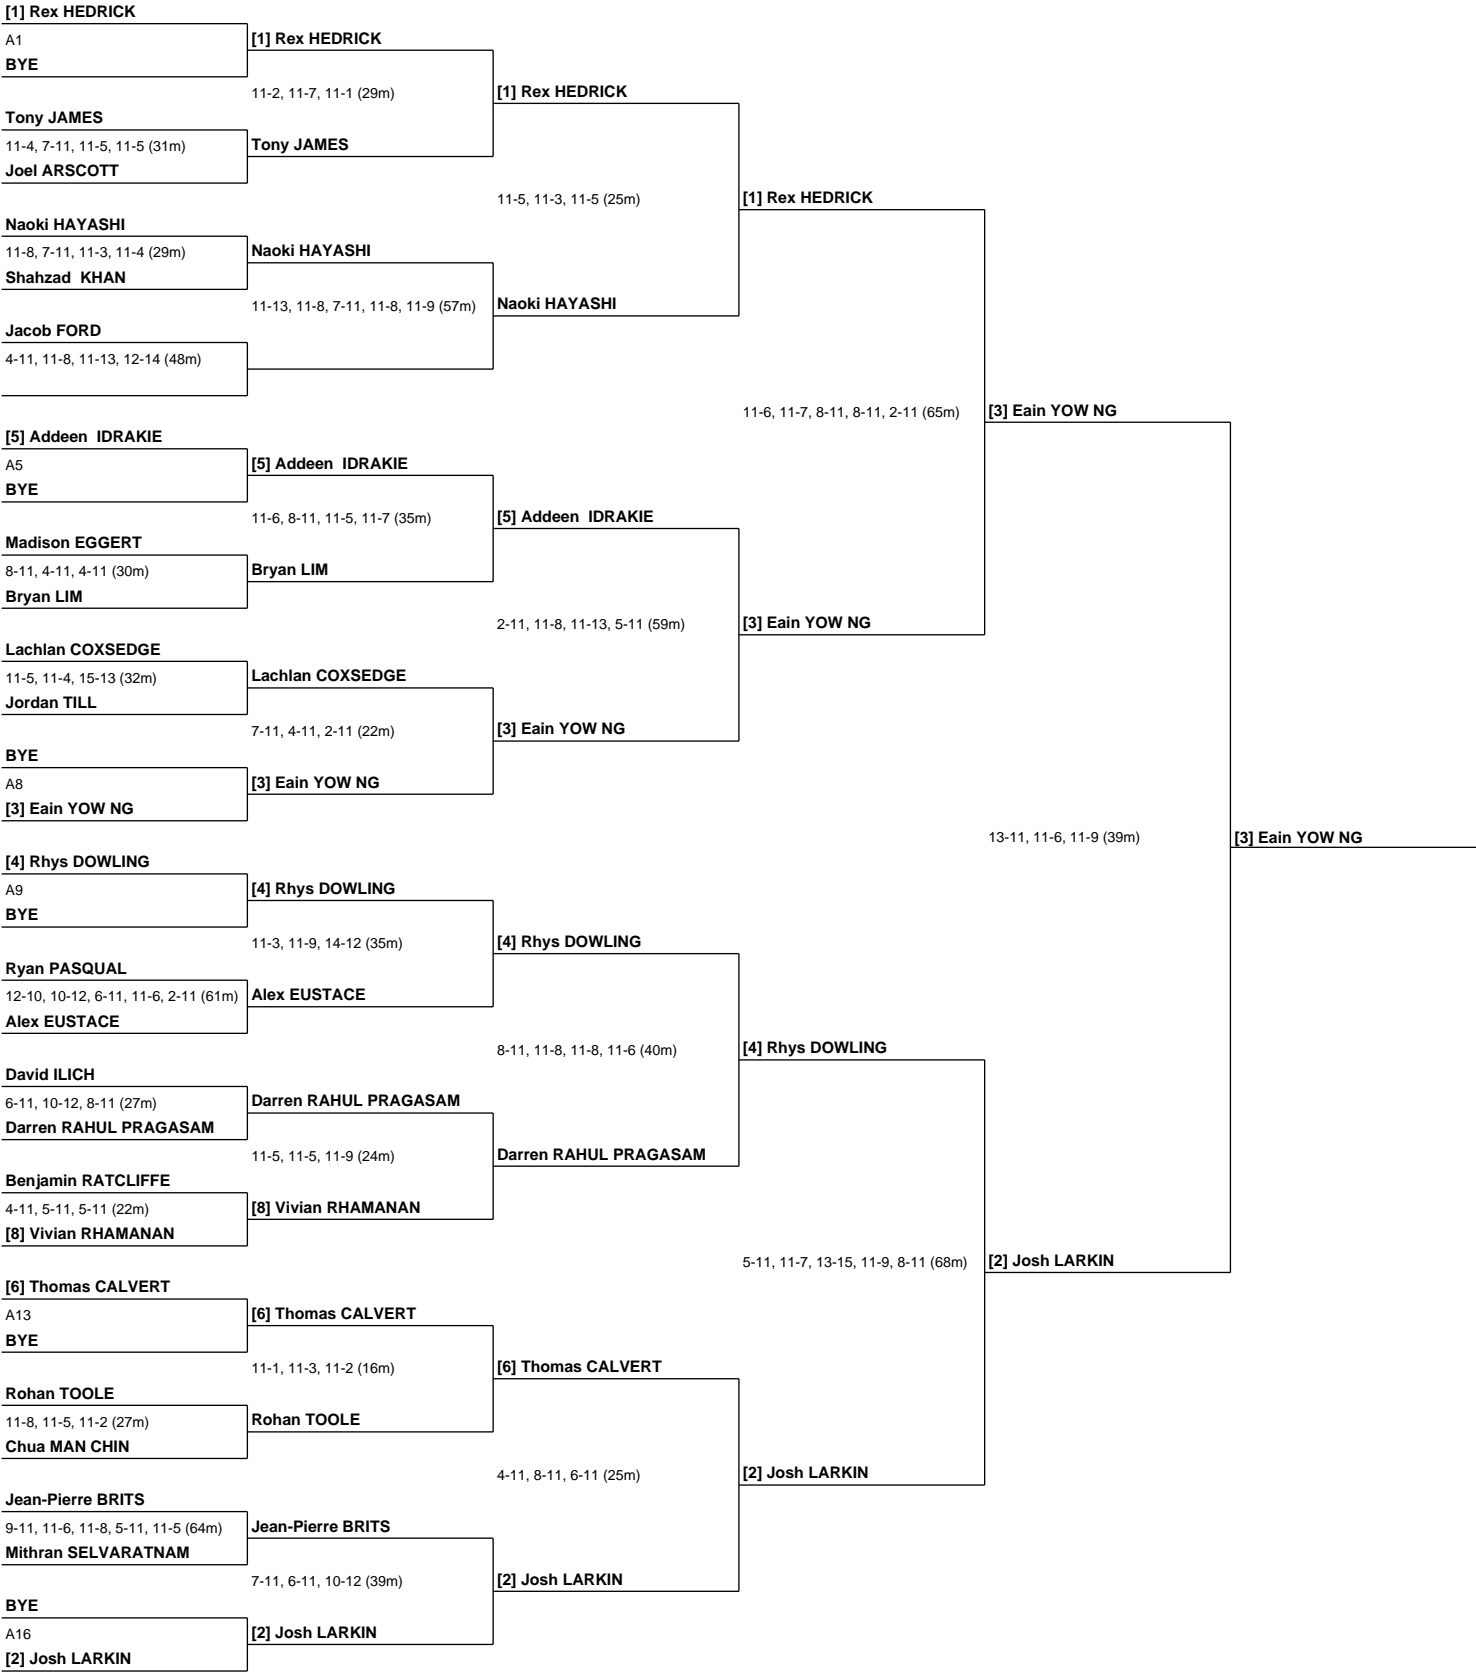 [1] Rex HEDRICK
A1
BYE
[1] Rex HEDRICK
11-2, 11-7, 11-1 (29m)
[1] Rex HEDRICK
Tony JAMES
11-4, 7-11, 11-5, 11-5 (31m)
Joel ARSCOTT
Tony JAMES
11-5, 11-3, 11-5 (25m)
[1] Rex HEDRICK
Naoki HAYASHI
11-8, 7-11, 11-3, 11-4 (29m)
Shahzad  KHAN
Naoki HAYASHI
11-13, 11-8, 7-11, 11-8, 11-9 (57m)
Naoki HAYASHI
Jacob FORD
4-11, 11-8, 11-13, 12-14 (48m)
11-6, 11-7, 8-11, 8-11, 2-11 (65m)
[3] Eain YOW NG
[5] Addeen  IDRAKIE
A5
BYE
[5] Addeen  IDRAKIE
11-6, 8-11, 11-5, 11-7 (35m)
[5] Addeen  IDRAKIE
Madison EGGERT
8-11, 4-11, 4-11 (30m)
Bryan LIM
Bryan LIM
2-11, 11-8, 11-13, 5-11 (59m)
[3] Eain YOW NG
Lachlan COXSEDGE
11-5, 11-4, 15-13 (32m)
Jordan TILL
Lachlan COXSEDGE
7-11, 4-11, 2-11 (22m)
[3] Eain YOW NG
BYE
A8
[3] Eain YOW NG
[3] Eain YOW NG
13-11, 11-6, 11-9 (39m)
[3] Eain YOW NG
[4] Rhys DOWLING
A9
BYE
[4] Rhys DOWLING
11-3, 11-9, 14-12 (35m)
[4] Rhys DOWLING
Ryan PASQUAL
12-10, 10-12, 6-11, 11-6, 2-11 (61m)
Alex EUSTACE
Alex EUSTACE
8-11, 11-8, 11-8, 11-6 (40m)
[4] Rhys DOWLING
David ILICH
6-11, 10-12, 8-11 (27m)
Darren RAHUL PRAGASAM
Darren RAHUL PRAGASAM
11-5, 11-5, 11-9 (24m)
Darren RAHUL PRAGASAM
Benjamin RATCLIFFE
4-11, 5-11, 5-11 (22m)
[8] Vivian RHAMANAN
[8] Vivian RHAMANAN
5-11, 11-7, 13-15, 11-9, 8-11 (68m)
[2] Josh LARKIN
[6] Thomas CALVERT
A13
BYE
[6] Thomas CALVERT
11-1, 11-3, 11-2 (16m)
[6] Thomas CALVERT
Rohan TOOLE
11-8, 11-5, 11-2 (27m)
Chua MAN CHIN
Rohan TOOLE
4-11, 8-11, 6-11 (25m)
[2] Josh LARKIN
Jean-Pierre BRITS
9-11, 11-6, 11-8, 5-11, 11-5 (64m)
Mithran SELVARATNAM
Jean-Pierre BRITS
7-11, 6-11, 10-12 (39m)
[2] Josh LARKIN
BYE
A16
[2] Josh LARKIN
[2] Josh LARKIN